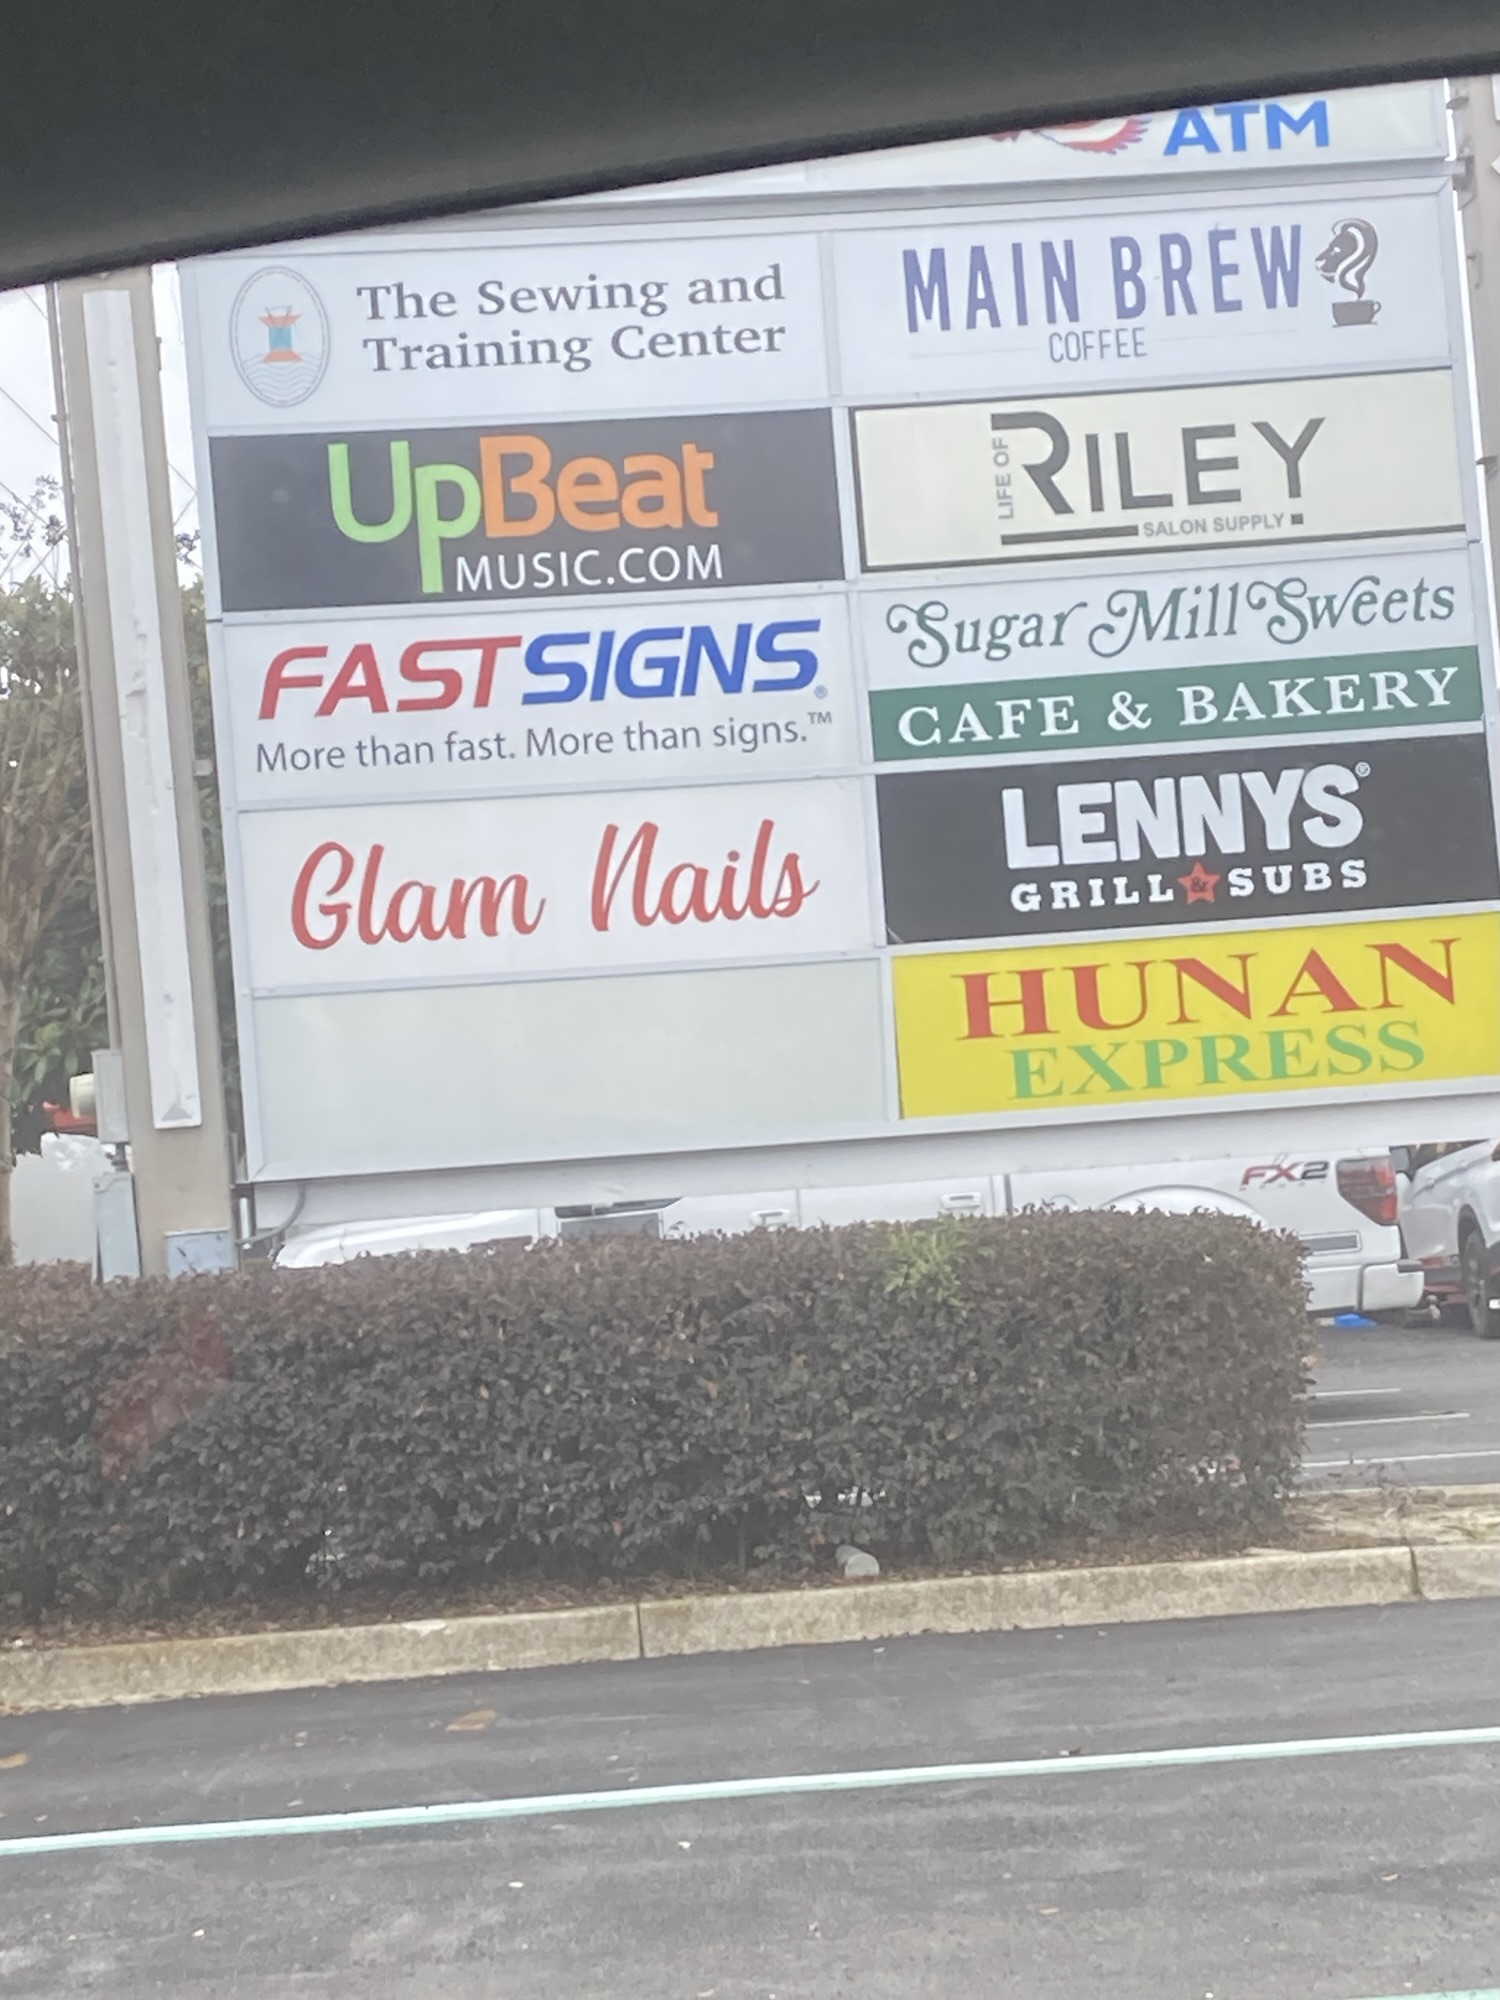 ATM
The Sewing and
Training Center
MAIN BREW
COFFEE
UpBeat
MUSIC.COM
LIFE OF
RILEY
SALON SUPPLY
FASTSIGNS®
More than fast. More than signs.™
Sugar Mill Sweets
CAFE & BAKERY
Glam Nails
LENNYS®
GRILL & SUBS
HUNAN
EXPRESS
FX2